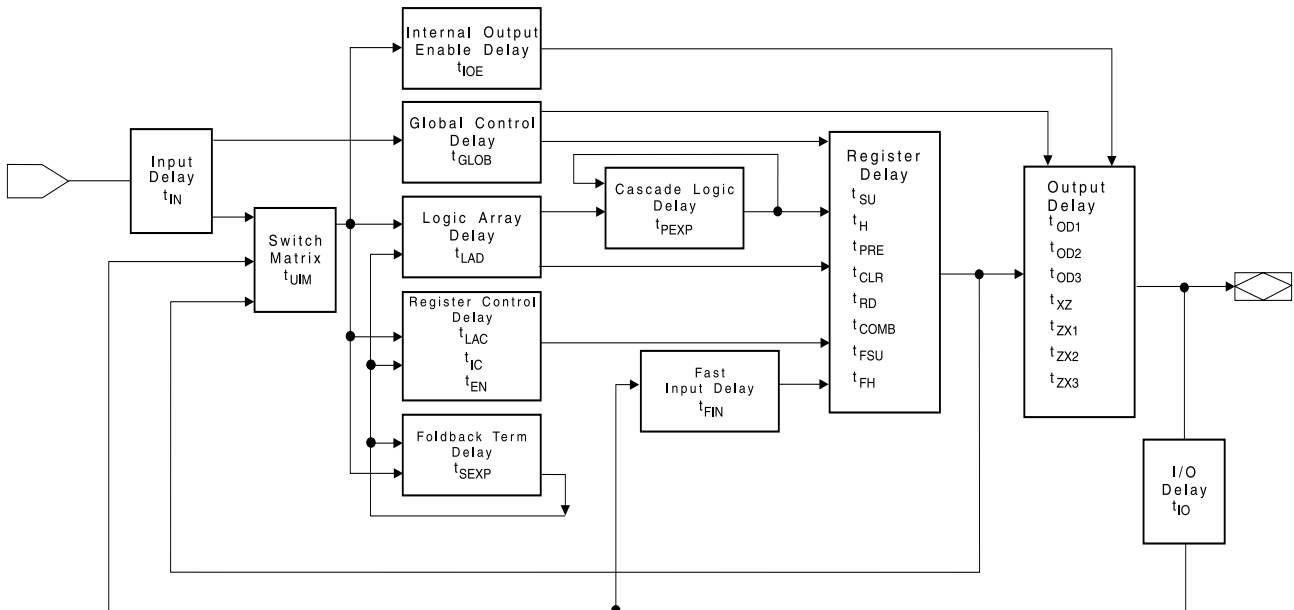 Input
Delay
tIN
Switch
Matrix
tUIM
Internal Output
Enable Delay
tIOE
Global Control
Delay
tGLOB
Logic Array
Delay
tLAD
Register Control
Delay
tLAC
tIC
tEN
Foldback Term
Delay
tSEXP
Cascade Logic
Delay
tPEXP
Fast
Input Delay
tFIN
Register
Delay
tSU
tH
tPRE
tCLR
tRD
tCOMB
tFSU
tFH
Output
Delay
tOD1
tOD2
tOD3
tXZ
tZX1
tZX2
tZX3
I/O
Delay
tIO